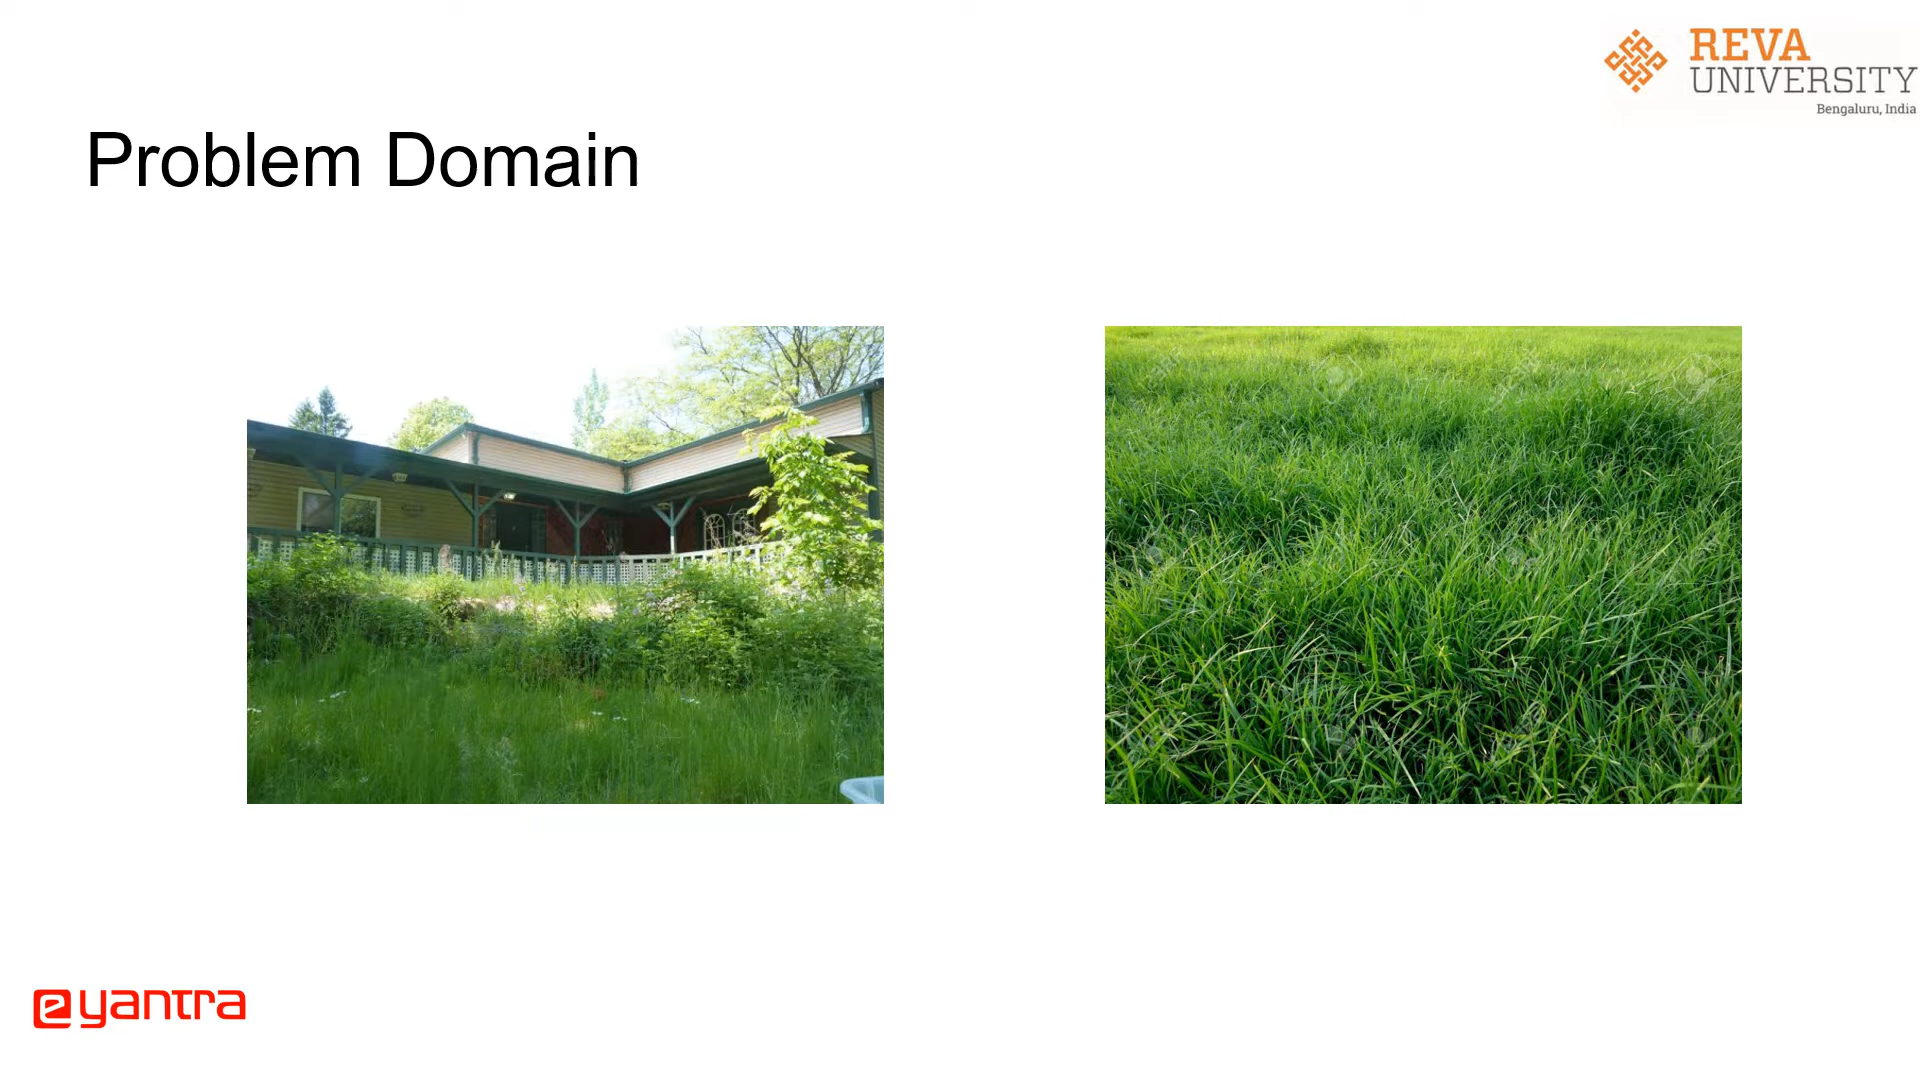 REVA
UNIVERSITY
Bengaluru, India
Problem Domain
eyantra